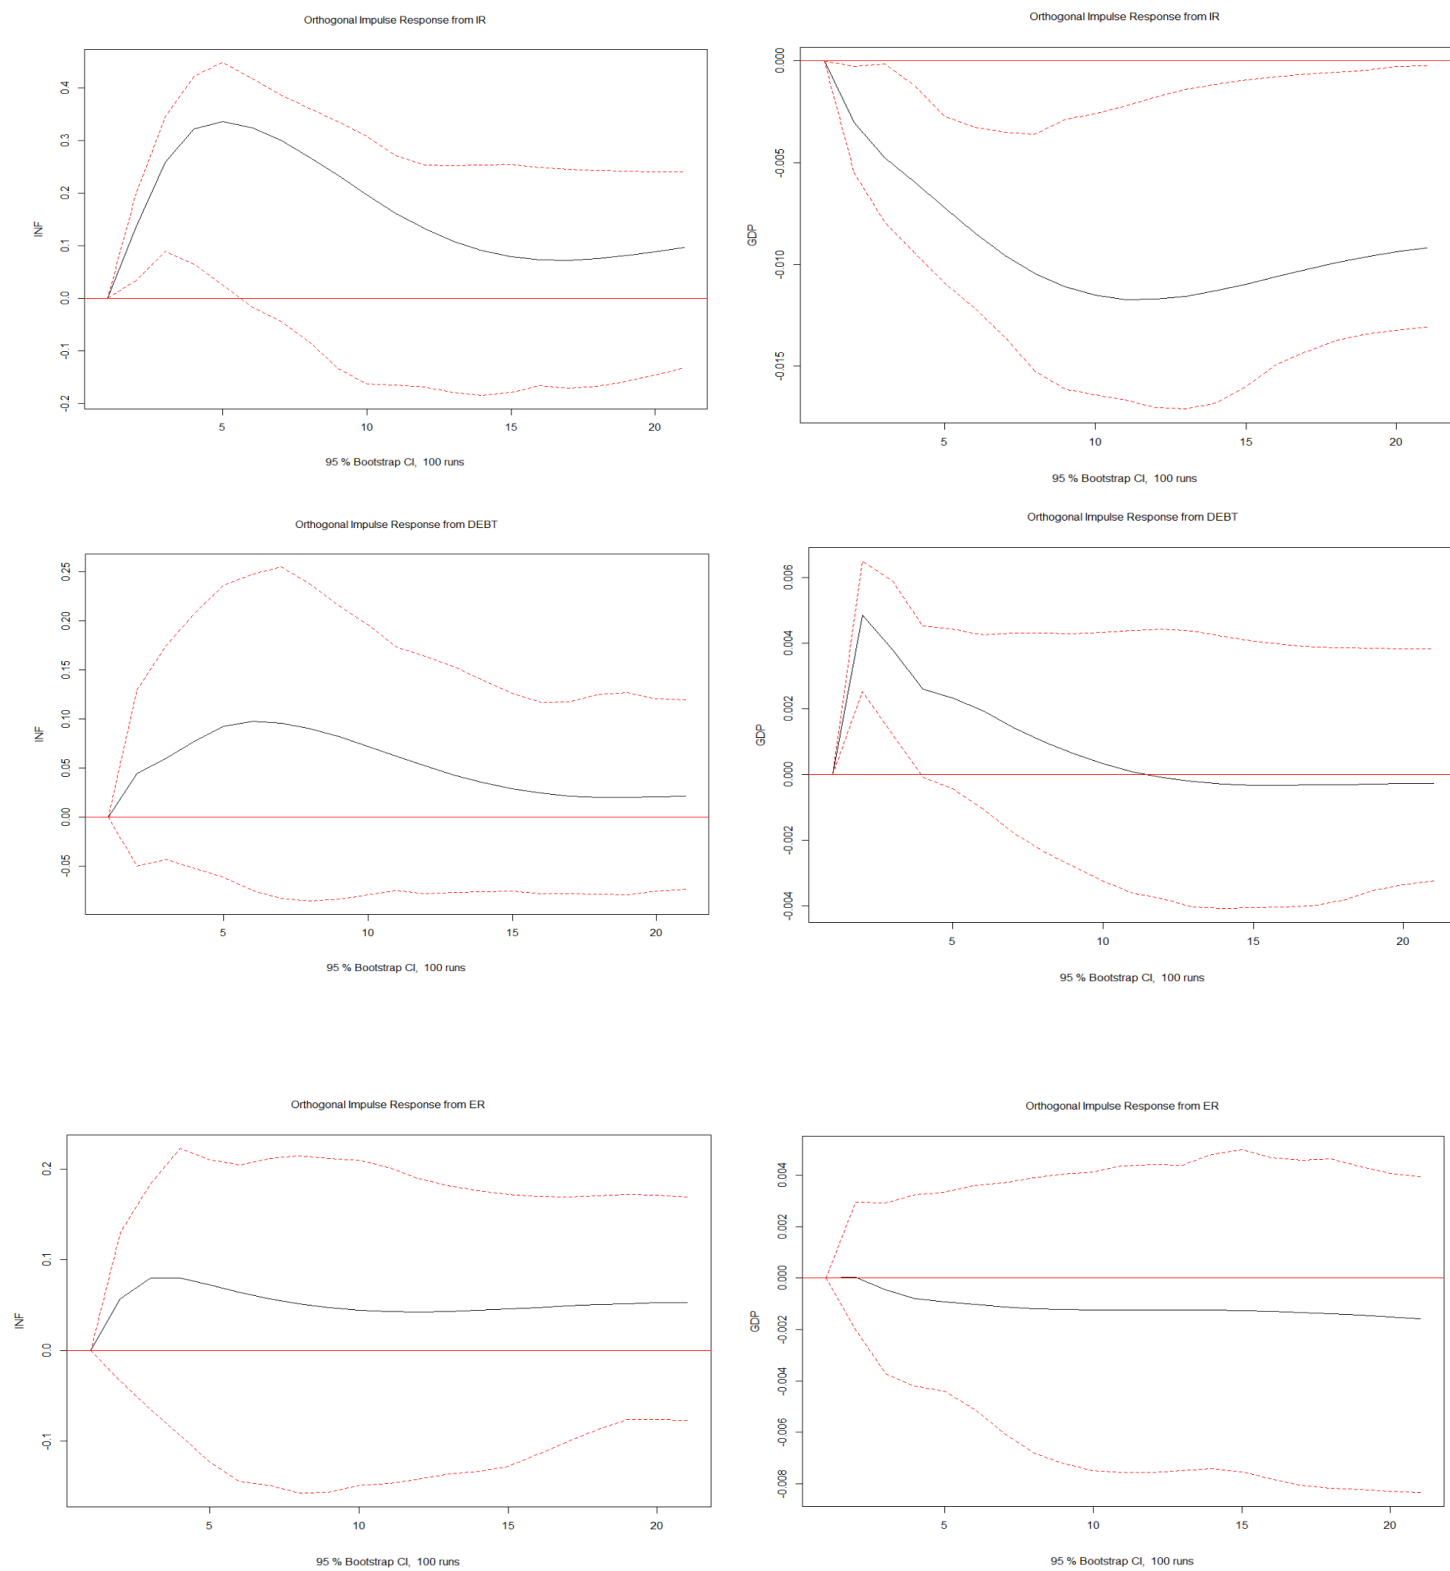 Orthogonal Impulse Response from IR
INF
0.4
0.3
0.2
0.1
0.0
-0.1
-0.2
5 10 15 20
95 % Bootstrap CI, 100 runs
Orthogonal Impulse Response from IR
GDP
0.000
-0.005
-0.010
-0.015
5 10 15 20
95 % Bootstrap CI, 100 runs
Orthogonal Impulse Response from DEBT
INF
0.25
0.20
0.15
0.10
0.05
0.00
-0.05
5 10 15 20
95 % Bootstrap CI, 100 runs
Orthogonal Impulse Response from DEBT
GDP
0.006
0.004
0.002
0.000
-0.002
-0.004
5 10 15 20
95 % Bootstrap CI, 100 runs
Orthogonal Impulse Response from ER
INF
0.2
0.1
0.0
-0.1
5 10 15 20
95 % Bootstrap CI, 100 runs
Orthogonal Impulse Response from ER
GDP
0.004
0.002
0.000
-0.002
-0.004
-0.006
-0.008
5 10 15 20
95 % Bootstrap CI, 100 runs